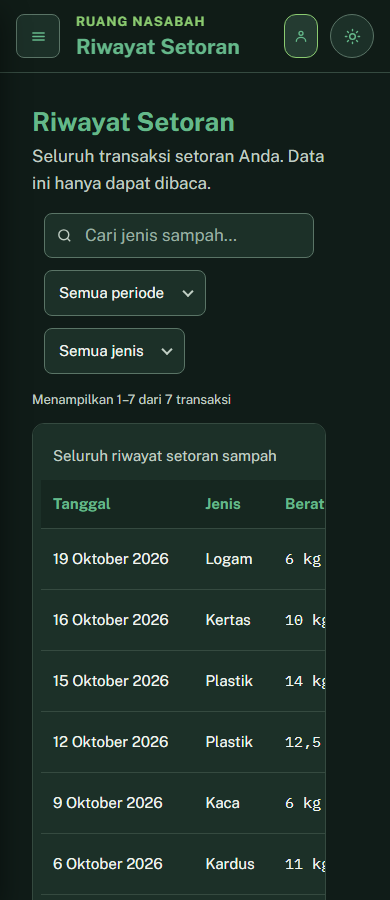 RUANG NASABAH
Riwayat Setoran
Riwayat Setoran
Seluruh transaksi setoran Anda. Data
ini hanya dapat dibaca.
Cari jenis sampah...
Semua periode
Semua jenis
Menampilkan 1–7 dari 7 transaksi
Seluruh riwayat setoran sampah
Tanggal Jenis Berat
19 Oktober 2026 Logam 6 kg
16 Oktober 2026 Kertas 10 kg
15 Oktober 2026 Plastik 14 kg
12 Oktober 2026 Plastik 12,5
9 Oktober 2026 Kaca 6 kg
6 Oktober 2026 Kardus 11 kg